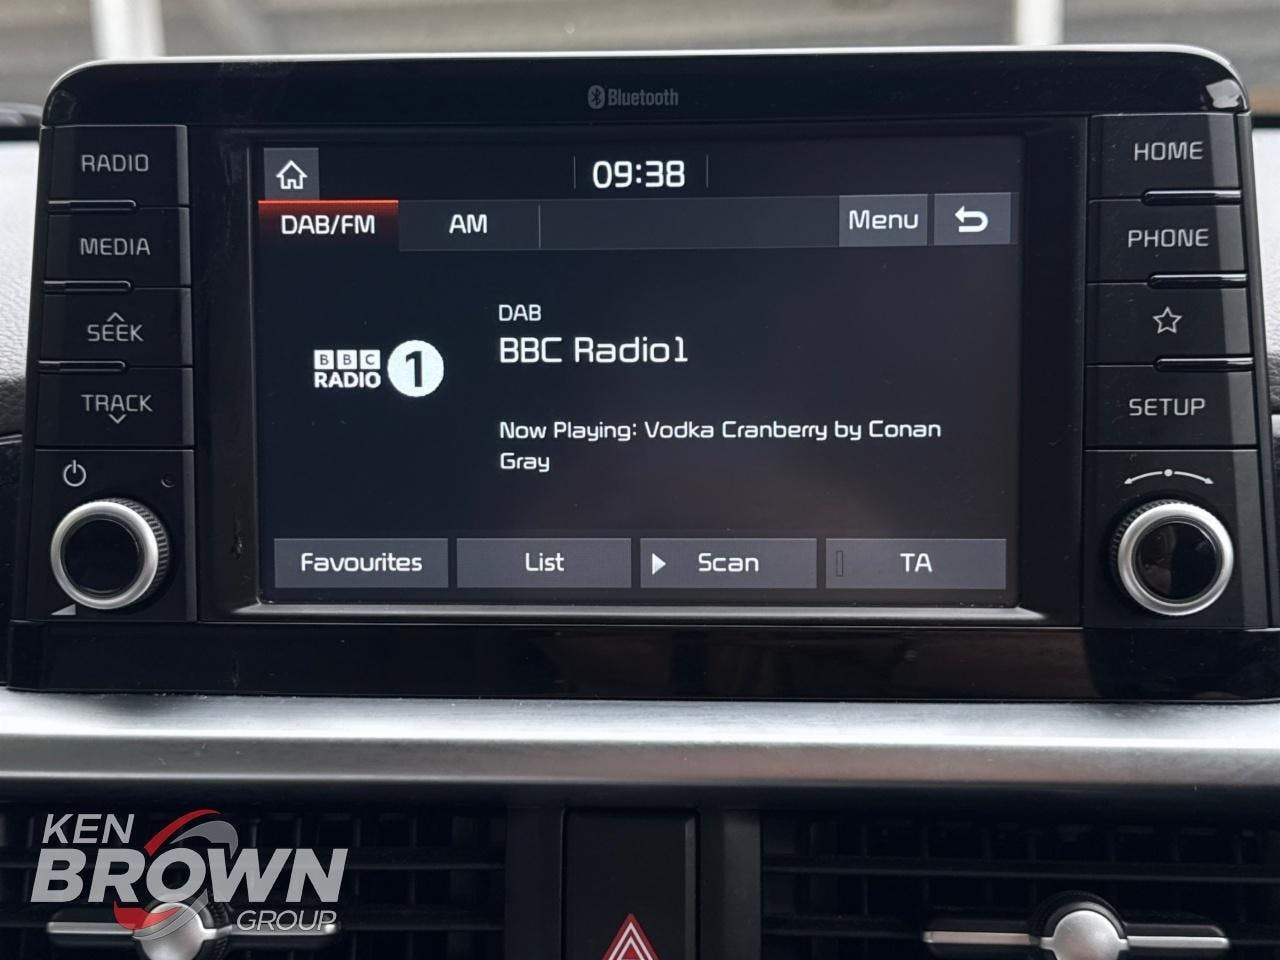 Bluetooth
RADIO
MEDIA
SEEK
TRACK
09:38
DAB/FM
AM
Menu
DAB
BBC Radio1
BBC
RADIO 1
Now Playing: Vodka Cranberry by Conan
Gray
Favourites
List
Scan
TA
HOME
PHONE
SETUP
KEN
BROWN
GROUP